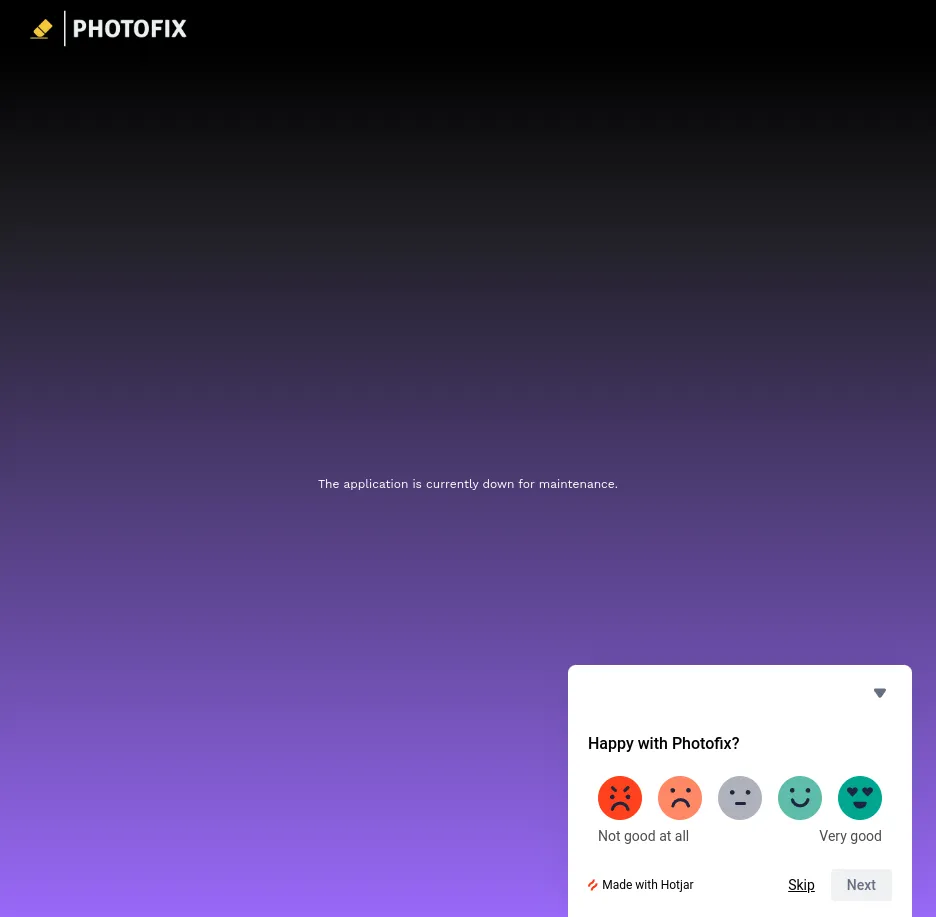 PHOTOFIX
The application is currently down for maintenance.
Happy with Photofix?
Not good at all
Very good
Made with Hotjar
Skip
Next